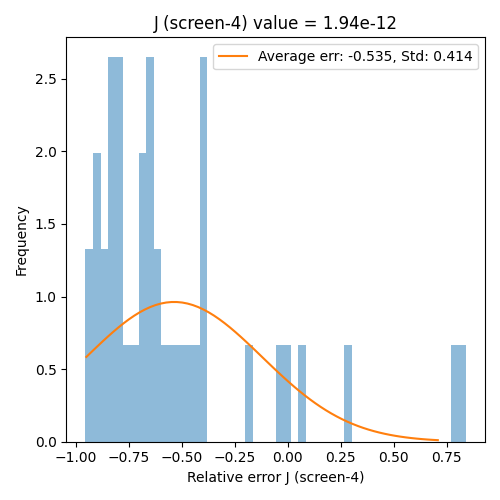 J (screen-4) value = 1.94e-12
Average err: -0.535, Std: 0.414
Frequency
2.5
2.0
1.5
1.0
0.5
0.0
−1.00 −0.75 −0.50 −0.25 0.00 0.25 0.50 0.75
Relative error J (screen-4)